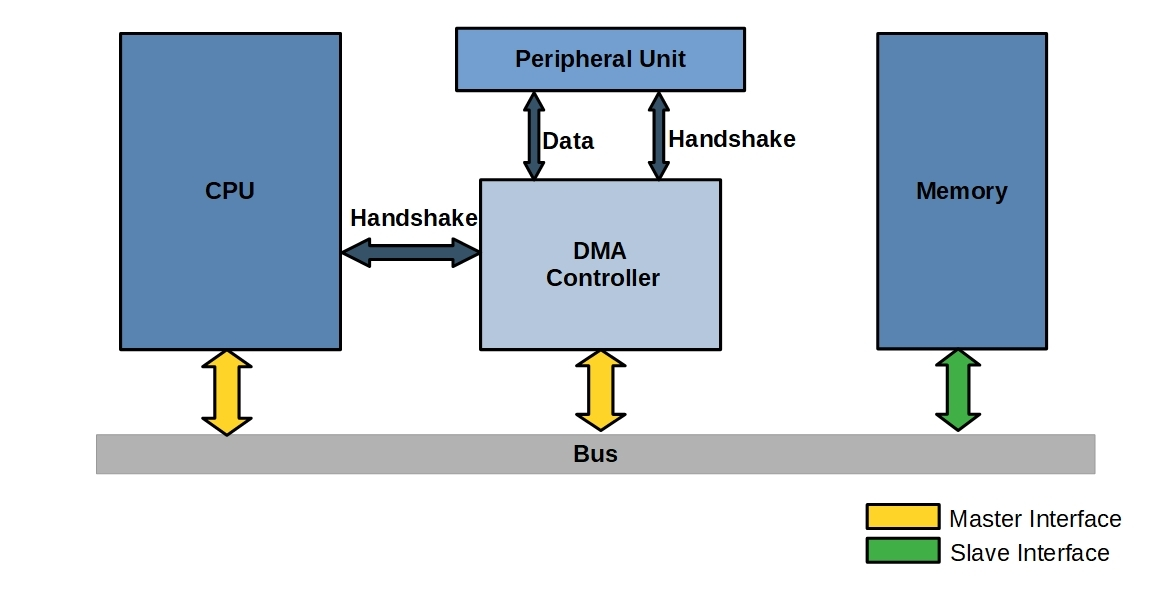 Peripheral Unit
Data
Handshake
CPU
Memory
Handshake
DMA
Controller
Bus
Master Interface
Slave Interface